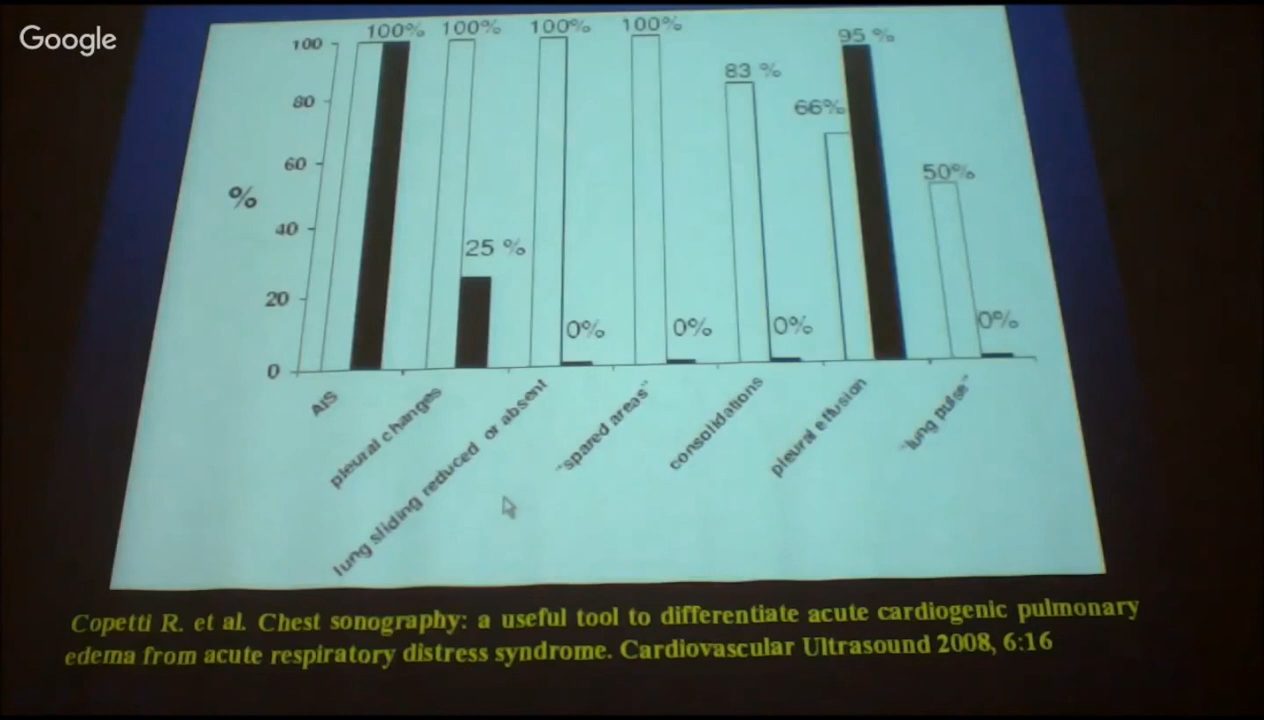 Google
100% 100% 100% 100%
100
95 %
83 %
80
66%
60
50%
%
40
25 %
20
0% 0% 0% 0%
0
AIS
pleural changes
lung sliding reduced or absent
"spared areas"
consolidations
pleural effusion
"lung pulse"
Copetti R. et al. Chest sonography: a useful tool to differentiate acute cardiogenic pulmonary
edema from acute respiratory distress syndrome. Cardiovascular Ultrasound 2008, 6:16